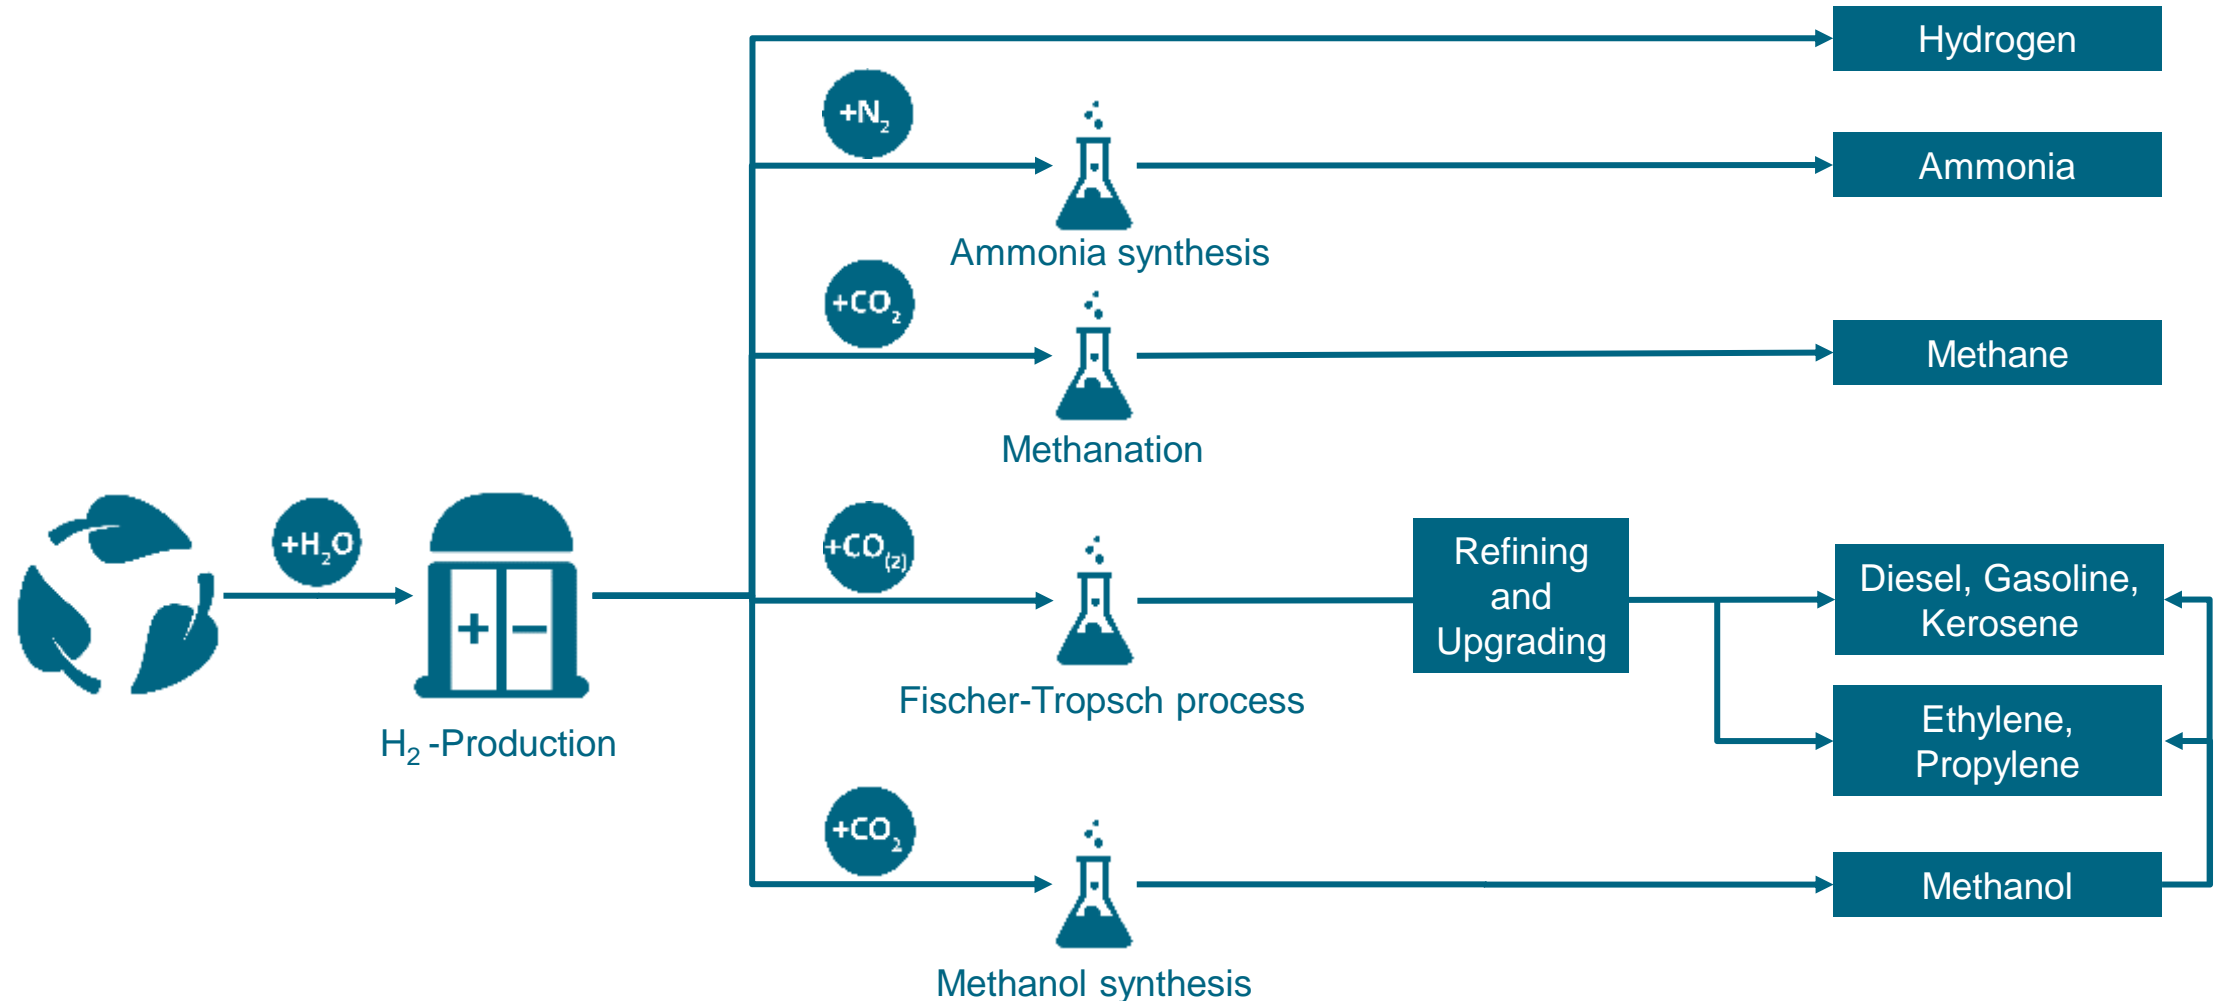 Hydrogen
+N₂
Ammonia
Ammonia synthesis
+CO₂
Methane
Methanation
+H₂O
+CO₍₂₎
Refining
and
Upgrading
Diesel, Gasoline,
Kerosene
Fischer-Tropsch process
Ethylene,
Propylene
+ −
H₂ -Production
+CO₂
Methanol
Methanol synthesis